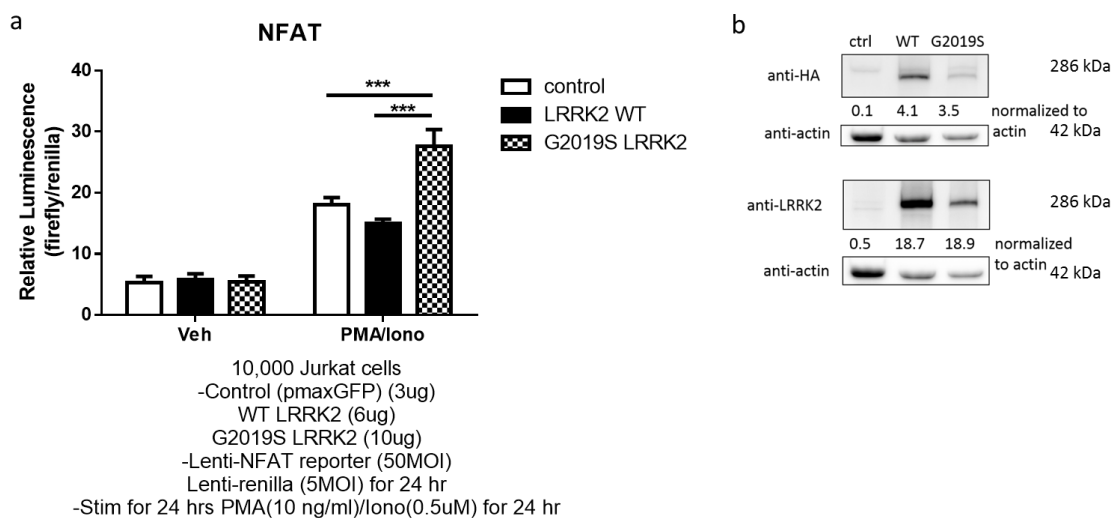 a
NFAT
Relative Luminescence
(firefly/renilla)
40
30
20
10
0
***
***
Veh
PMA/Iono
control
LRRK2 WT
G2019S LRRK2
10,000 Jurkat cells
-Control (pmaxGFP) (3ug)
WT LRRK2 (6ug)
G2019S LRRK2 (10ug)
-Lenti-NFAT reporter (50MOI)
Lenti-renilla (5MOI) for 24 hr
-Stim for 24 hrs PMA(10 ng/ml)/Iono(0.5uM) for 24 hr
b
ctrl WT G2019S
anti-HA 286 kDa
0.1 4.1 3.5 normalized to
actin
anti-actin 42 kDa
anti-LRRK2 286 kDa
0.5 18.7 18.9 normalized
to actin
anti-actin 42 kDa